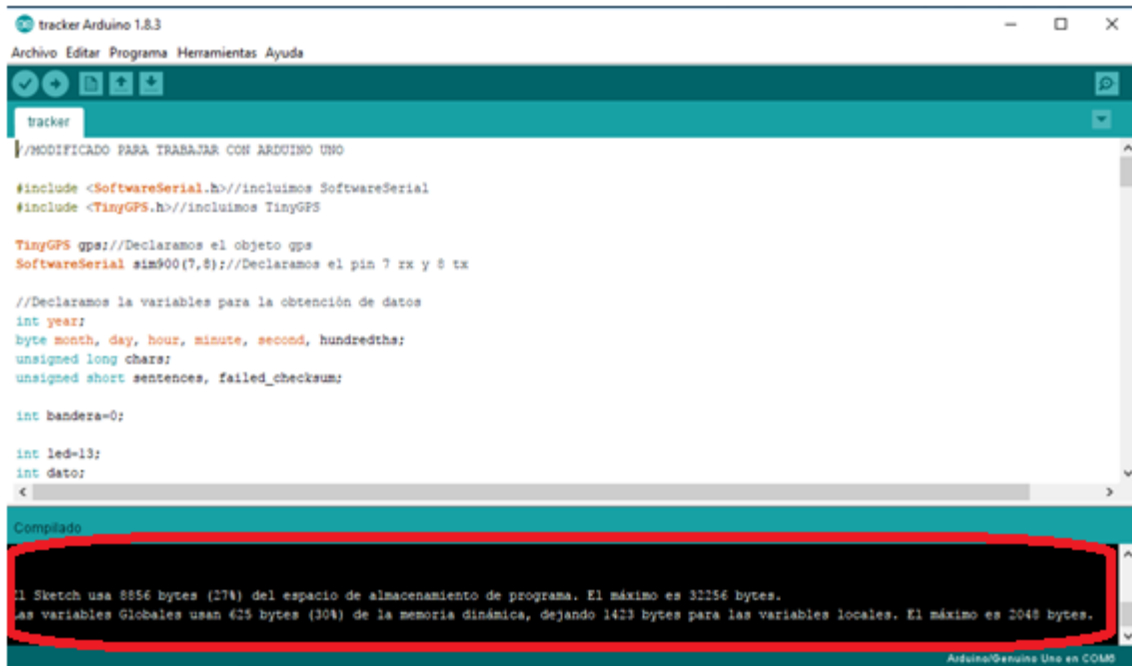 tracker Arduino 1.8.3
Archivo Editar Programa Herramientas Ayuda
tracker
//MODIFICADO PARA TRABAJAR CON ARDUINO UNO
#include <SoftwareSerial.h>//incluimos SoftwareSerial
#include <TinyGPS.h>//incluimos TinyGPS
TinyGPS gps;//Declaramos el objeto gps
SoftwareSerial sim900(7,8);//Declaramos el pin 7 rx y 8 tx
//Declaramos la variables para la obtención de datos
int year;
byte month, day, hour, minute, second, hundredths;
unsigned long chars;
unsigned short sentences, failed_checksum;
int bandera=0;
int led=13;
int dato;
Compilado
El Sketch usa 8856 bytes (27%) del espacio de almacenamiento de programa. El máximo es 32256 bytes.
Las variables Globales usan 625 bytes (30%) de la memoria dinámica, dejando 1423 bytes para las variables locales. El máximo es 2048 bytes.
Arduino/Genuino Uno en COM6